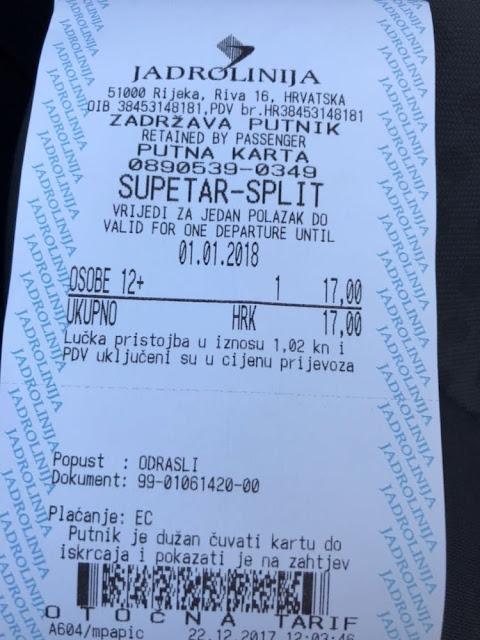 JADROLINIJA
51000 Rijeka, Riva 16, HRVATSKA
OIB 38453148181,PDV br.HR38453148181
ZADRŽAVA PUTNIK
RETAINED BY PASSENGER
PUTNA KARTA
0890539-0349
SUPETAR-SPLIT
VRIJEDI ZA JEDAN POLAZAK DO
VALID FOR ONE DEPARTURE UNTIL
01.01.2018
OSOBE 12+ 1 17,00
UKUPNO HRK 17,00
Lučka pristojba u iznosu 1,02 kn i
PDV uključeni su u cijenu prijevoza
Popust : ODRASLI
Dokument: 99-01061420-00
Plaćanje: EC
Putnik je dužan čuvati kartu do
iskrcaja i pokazati je na zahtjev
OTOČNA TARIF
A604/mpapic 22.12.2017 12:03:46